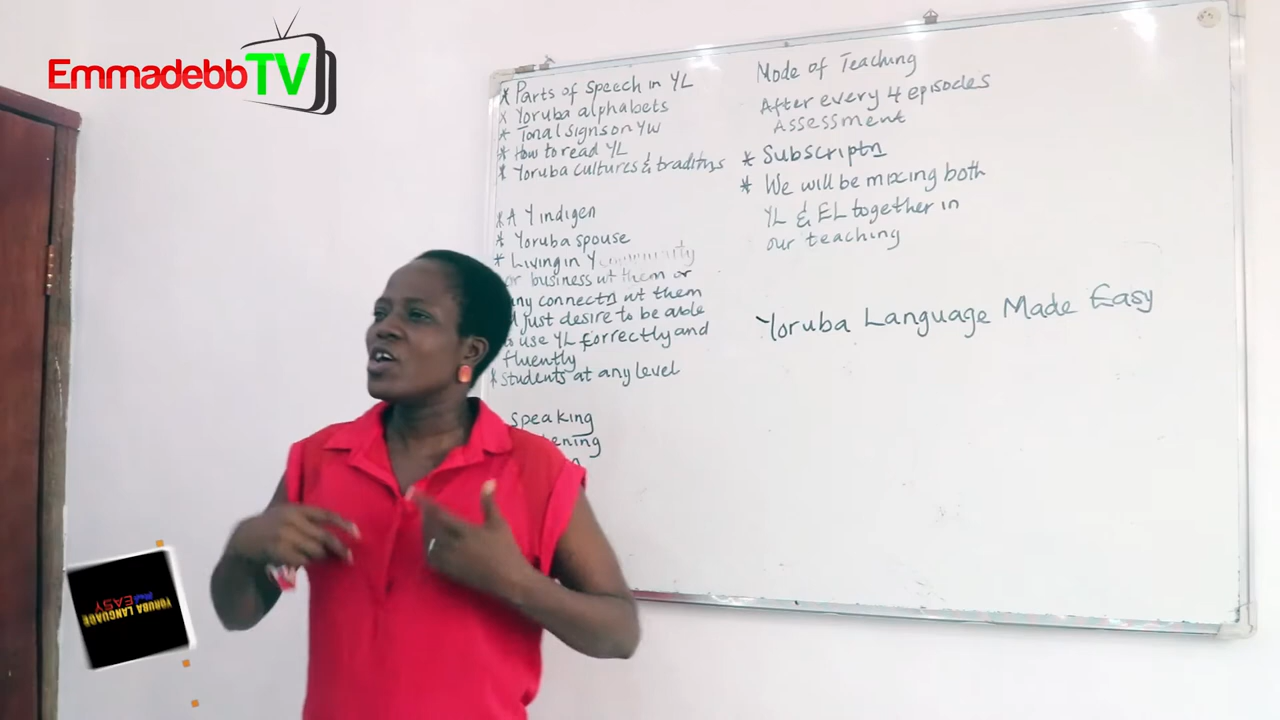 EmmadebbTV
* Parts of speech in YL
* Yoruba alphabets
* Tonal signs on YW
* How to read YL
* Yoruba cultures & traditns
* A Y indigen
* Yoruba spouse
* Living in Y community
or business wt them or
any connectn wt them
just desire to be able
to use YL correctly and
fluently
* Students at any level
Speaking
Mode of Teaching
After every 4 episodes
Assessment
* Subscriptn
* We will be mixing both
YL & EL together in
our teaching
Yoruba Language Made Easy
YORUBA LANGUAGE
Made EASY